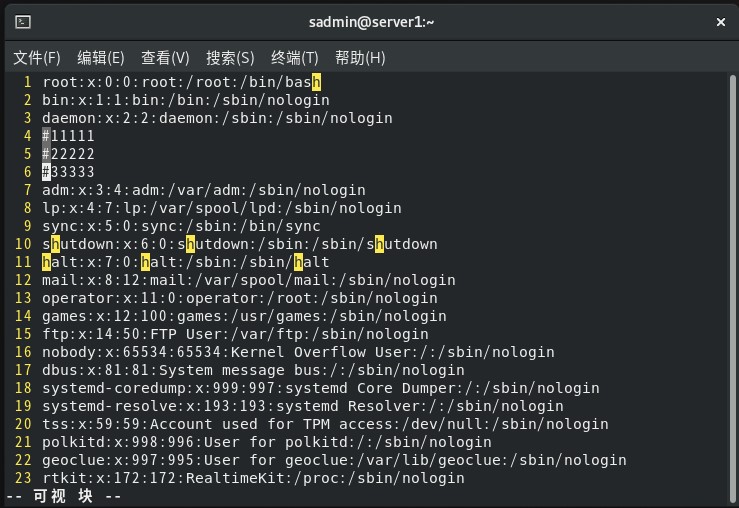 sadmin@server1:~
文件(F) 编辑(E) 查看(V) 搜索(S) 终端(T) 帮助(H)
1 root:x:0:0:root:/root:/bin/bash
2 bin:x:1:1:bin:/bin:/sbin/nologin
3 daemon:x:2:2:daemon:/sbin:/sbin/nologin
4 #11111
5 #22222
6 #33333
7 adm:x:3:4:adm:/var/adm:/sbin/nologin
8 lp:x:4:7:lp:/var/spool/lpd:/sbin/nologin
9 sync:x:5:0:sync:/sbin:/bin/sync
10 shutdown:x:6:0:shutdown:/sbin:/sbin/shutdown
11 halt:x:7:0:halt:/sbin:/sbin/halt
12 mail:x:8:12:mail:/var/spool/mail:/sbin/nologin
13 operator:x:11:0:operator:/root:/sbin/nologin
14 games:x:12:100:games:/usr/games:/sbin/nologin
15 ftp:x:14:50:FTP User:/var/ftp:/sbin/nologin
16 nobody:x:65534:65534:Kernel Overflow User:/:/sbin/nologin
17 dbus:x:81:81:System message bus:/:/sbin/nologin
18 systemd-coredump:x:999:997:systemd Core Dumper:/:/sbin/nologin
19 systemd-resolve:x:193:193:systemd Resolver:/:/sbin/nologin
20 tss:x:59:59:Account used for TPM access:/dev/null:/sbin/nologin
21 polkitd:x:998:996:User for polkitd:/:/sbin/nologin
22 geoclue:x:997:995:User for geoclue:/var/lib/geoclue:/sbin/nologin
23 rtkit:x:172:172:RealtimeKit:/proc:/sbin/nologin
-- 可视 块 --